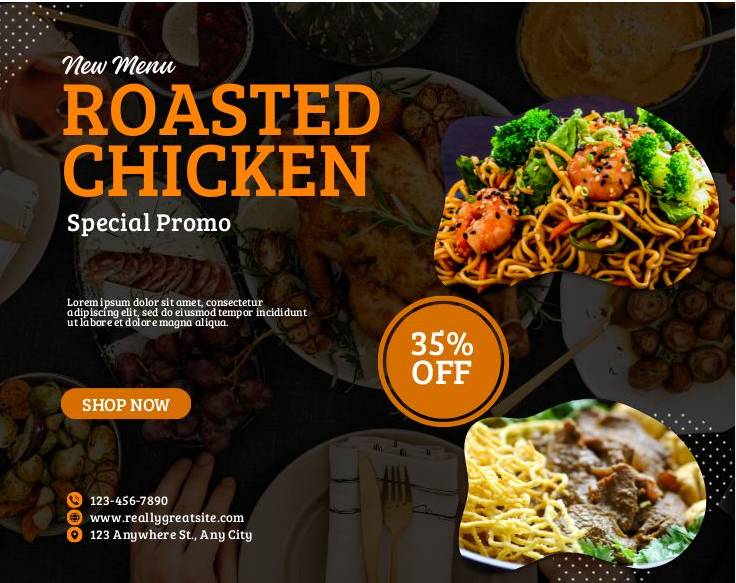 New Menu
ROASTED
CHICKEN
Special Promo
Lorem ipsum dolor sit amet, consectetur
adipiscing elit, sed do eiusmod tempor incididunt
ut labore et dolore magna aliqua.
35%
OFF
SHOP NOW
123-456-7890
www.reallygreatsite.com
123 Anywhere St., Any City